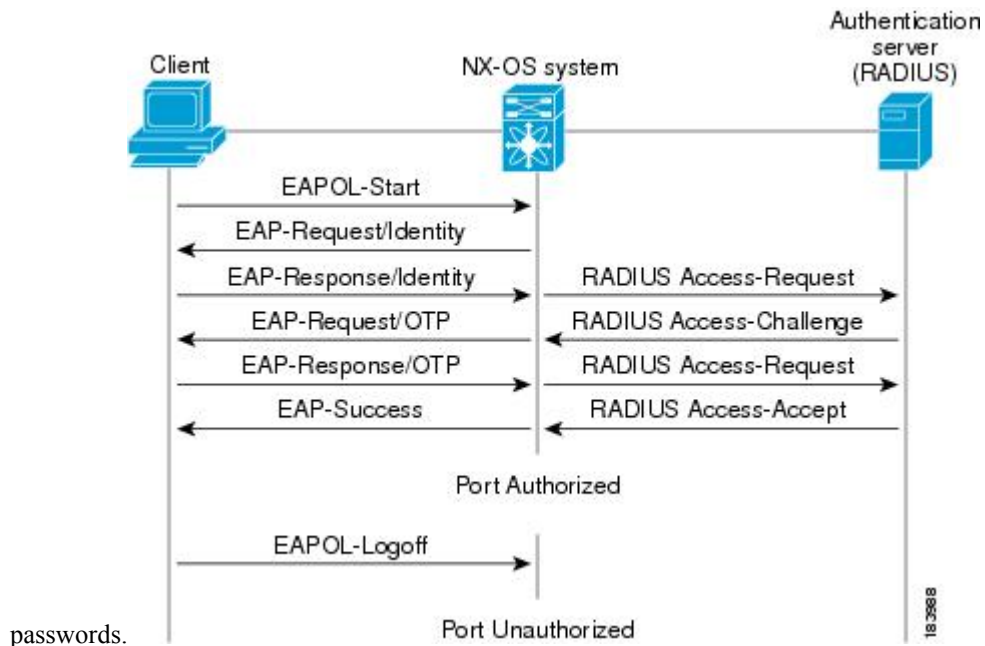 Authentication
server
(RADIUS)
Client
NX-OS system
EAPOL-Start
EAP-Request/Identity
EAP-Response/Identity
RADIUS Access-Request
EAP-Request/OTP
RADIUS Access-Challenge
EAP-Response/OTP
RADIUS Access-Request
EAP-Success
RADIUS Access-Accept
Port Authorized
EAPOL-Logoff
183988
passwords.
Port Unauthorized